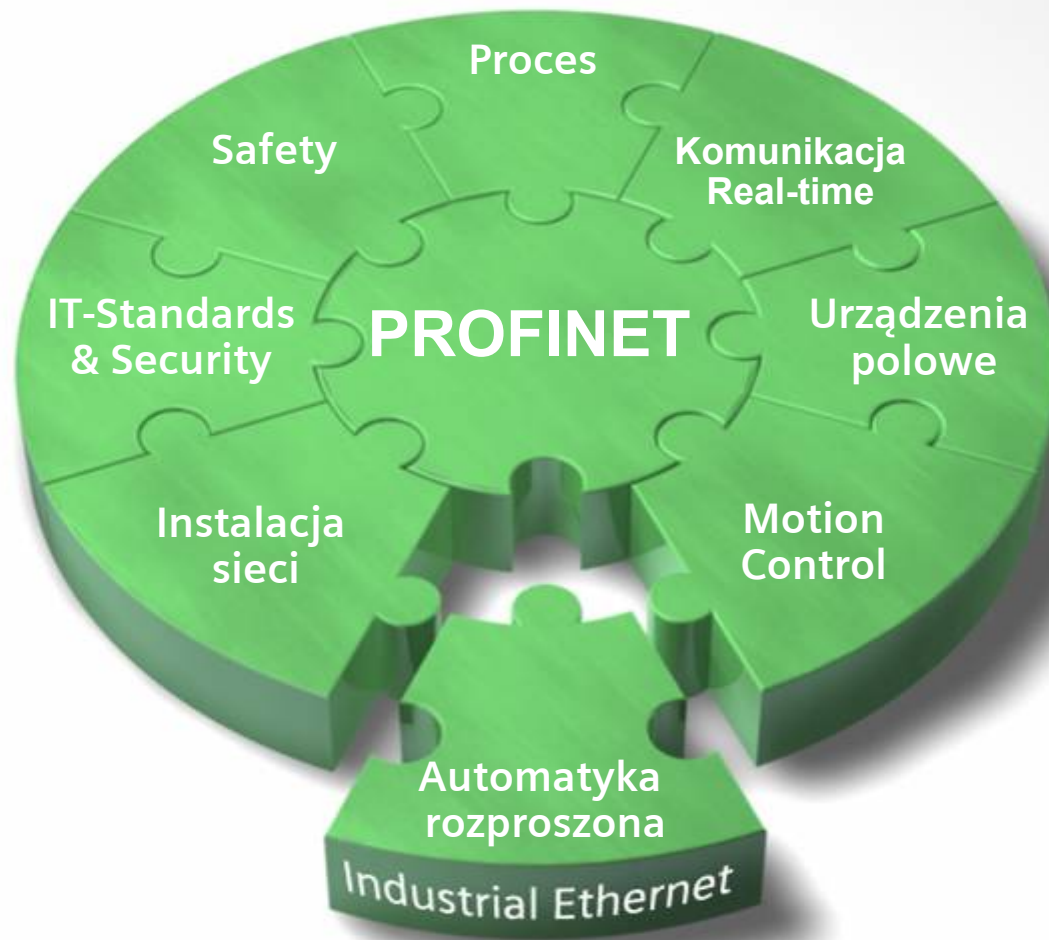 Proces
Safety
Komunikacja
Real-time
IT-Standards
& Security
PROFINET
Urządzenia
polowe
Instalacja
sieci
Motion
Control
Automatyka
rozproszona
Industrial Ethernet